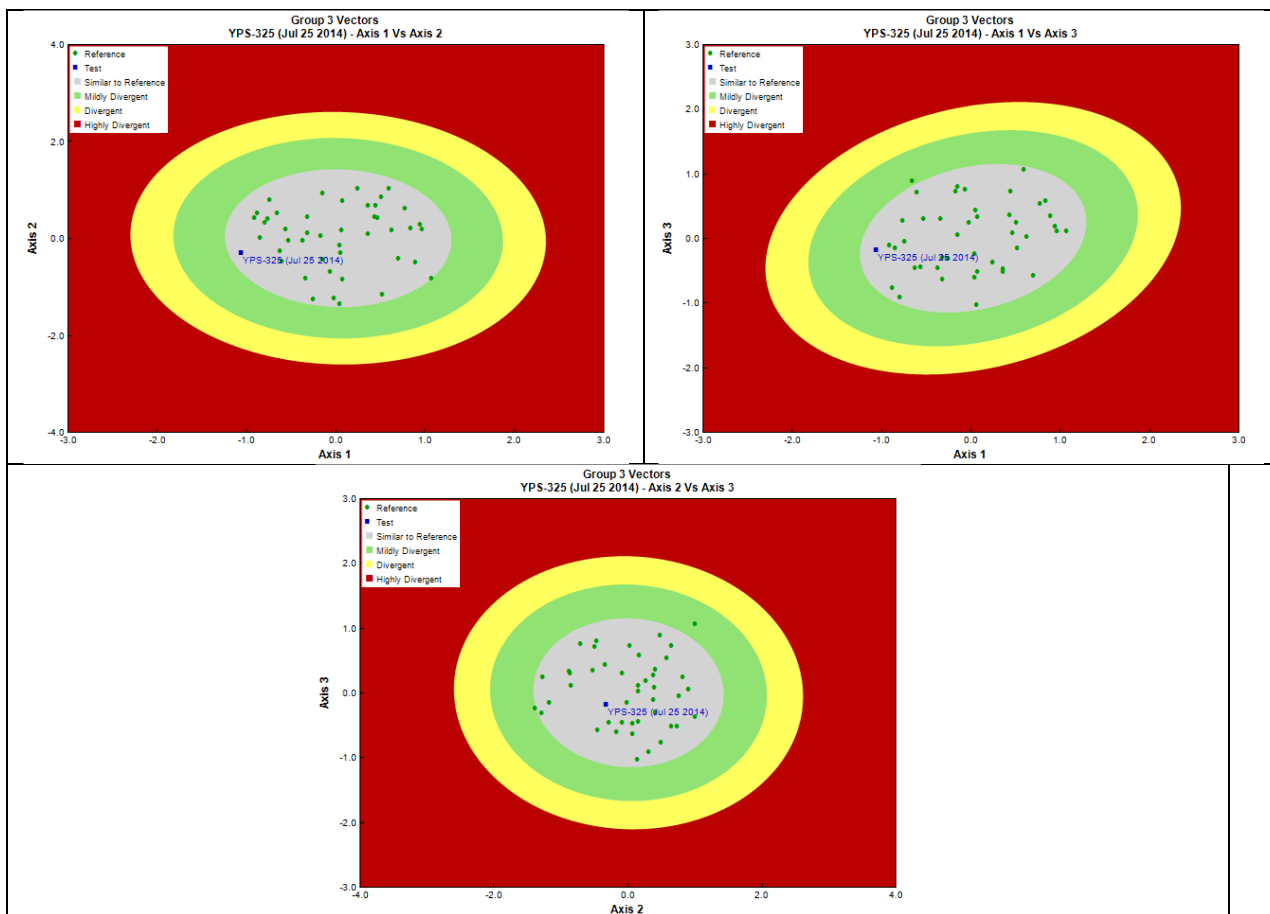 Group 3 Vectors
YPS-325 (Jul 25 2014) - Axis 1 Vs Axis 2
4.0
Reference
Test
Similar to Reference
Mildly Divergent
Divergent
Highly Divergent
2.0
Axis 2
0.0
YPS-325 (Jul 25 2014)
-2.0
-4.0
-3.0
-2.0
-1.0
0.0
1.0
2.0
3.0
Axis 1
Group 3 Vectors
YPS-325 (Jul 25 2014) - Axis 1 Vs Axis 3
3.0
Reference
Test
Similar to Reference
Mildly Divergent
Divergent
Highly Divergent
2.0
1.0
Axis 3
0.0
YPS-325 (Jul 25 2014)
-1.0
-2.0
-3.0
-3.0
-2.0
-1.0
0.0
1.0
2.0
3.0
Axis 1
Group 3 Vectors
YPS-325 (Jul 25 2014) - Axis 2 Vs Axis 3
3.0
Reference
Test
Similar to Reference
Mildly Divergent
Divergent
Highly Divergent
2.0
1.0
Axis 3
0.0
YPS-325 (Jul 25 2014)
-1.0
-2.0
-3.0
-4.0
-2.0
0.0
2.0
4.0
Axis 2